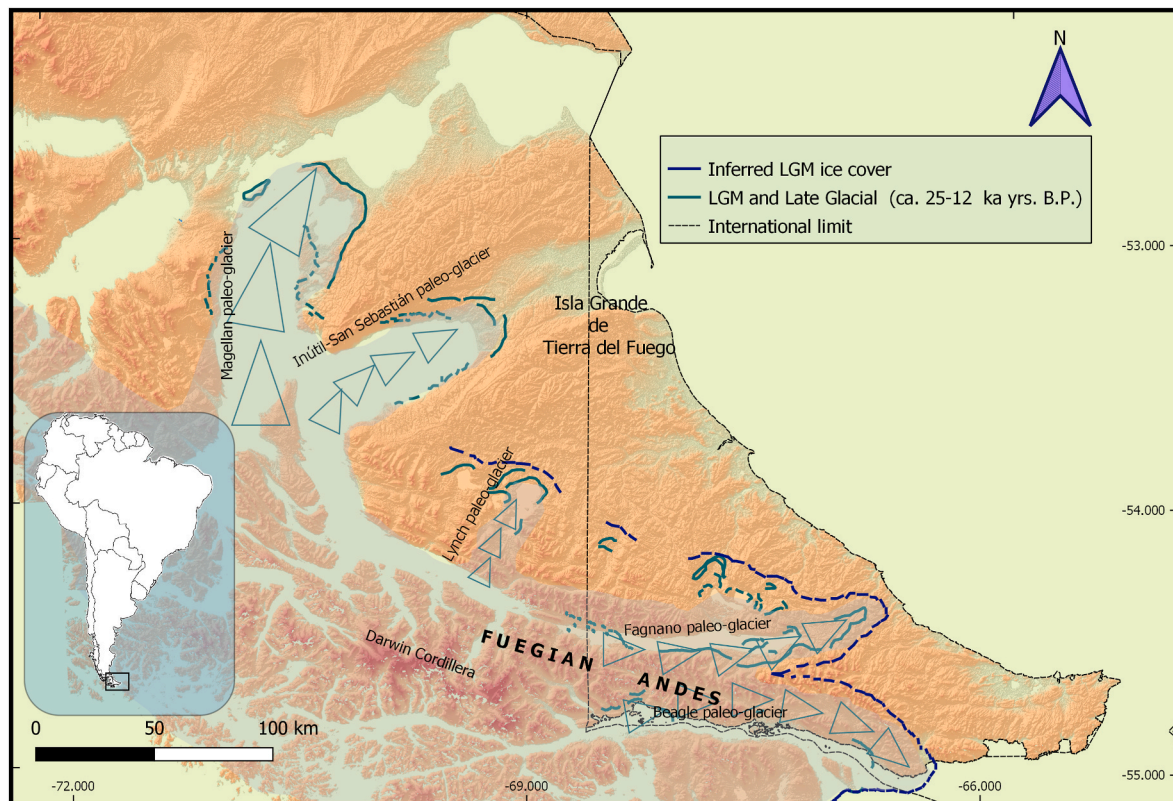 N
Inferred LGM ice cover
LGM and Late Glacial (ca. 25-12 ka yrs. B.P.)
International limit
-53.000
Magellan paleo-glacier
Inútil-San Sebastián paleo-glacier
Isla Grande
de
Tierra del Fuego
Lynch paleo-glacier
-54.000
Fagnano paleo-glacier
FUEGIAN
ANDES
Darwin Cordillera
Beagle paleo-glacier
0 50 100 km
-55.000
-72.000
-69.000
-66.000